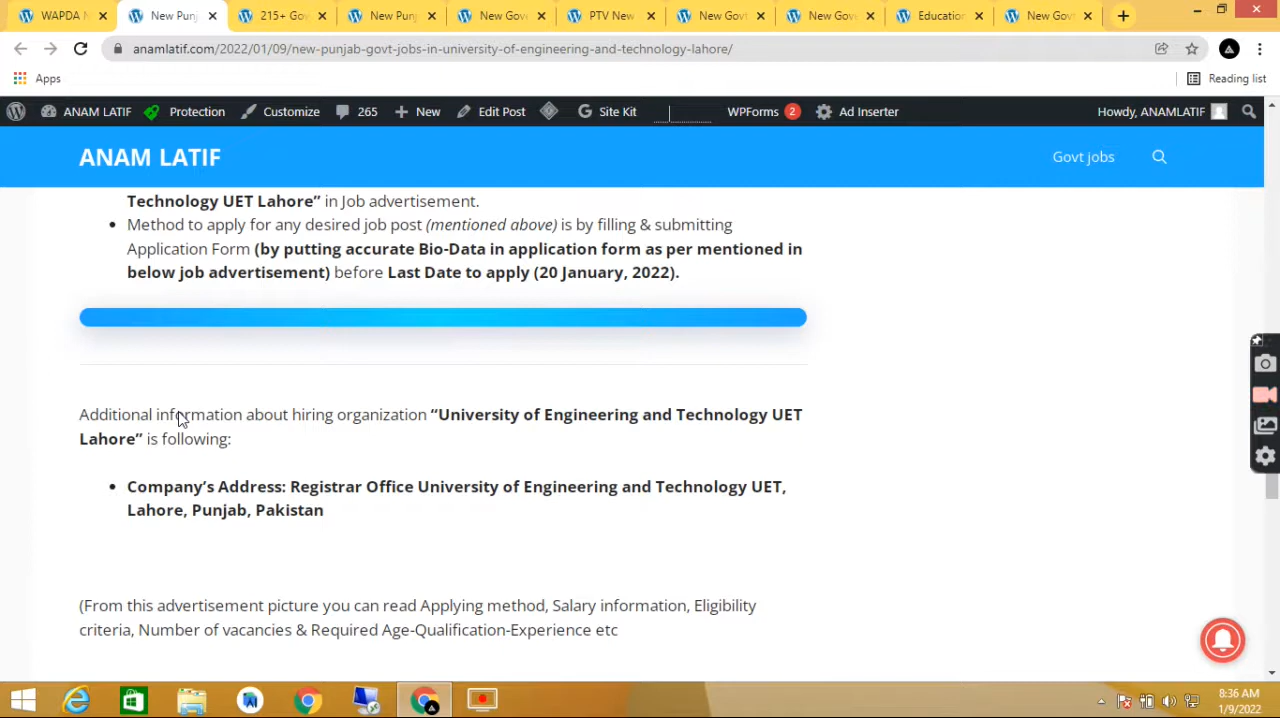 WAPDA N
New Punj
215+ Gov
New Punj
New Gove
PTV New
New Govt
New Gove
Education
New Govt
anamlatif.com/2022/01/09/new-punjab-govt-jobs-in-university-of-engineering-and-technology-lahore/
Apps
Reading list
ANAM LATIF
Protection
Customize
265
New
Edit Post
Site Kit
WPForms 2
Ad Inserter
Howdy, ANAMLATIF
ANAM LATIF
Govt jobs
Technology UET Lahore” in Job advertisement.
Method to apply for any desired job post (mentioned above) is by filling & submitting
Application Form (by putting accurate Bio-Data in application form as per mentioned in
below job advertisement) before Last Date to apply (20 January, 2022).
Additional information about hiring organization “University of Engineering and Technology UET
Lahore” is following:
Company’s Address: Registrar Office University of Engineering and Technology UET,
Lahore, Punjab, Pakistan
(From this advertisement picture you can read Applying method, Salary information, Eligibility
criteria, Number of vacancies & Required Age-Qualification-Experience etc
8:36 AM
1/9/2022